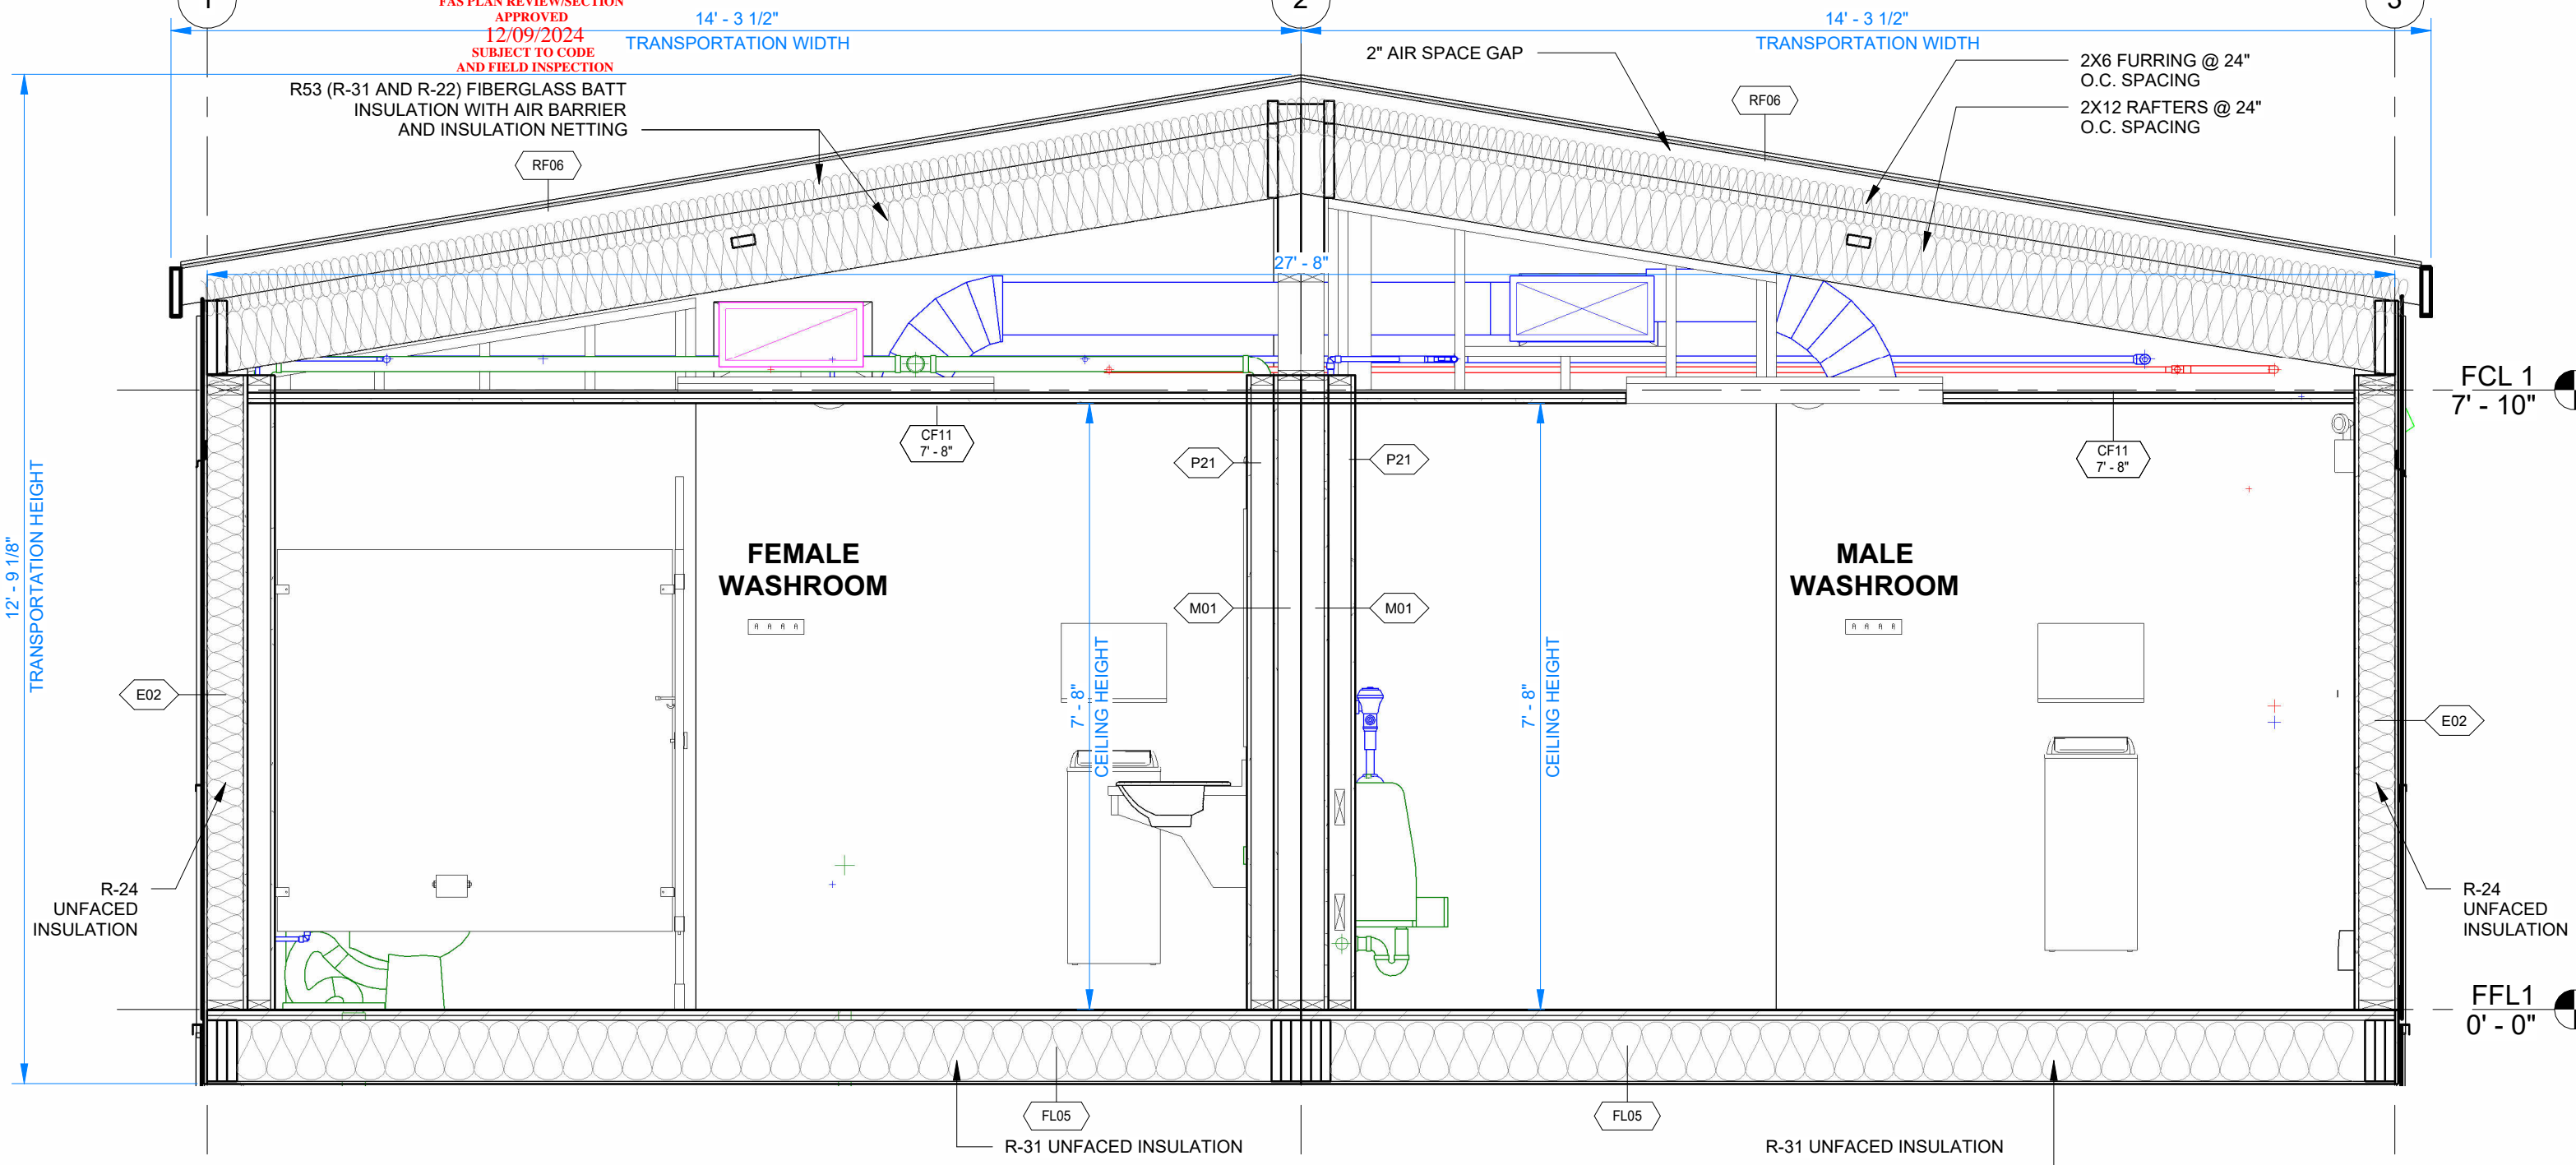 1
2
3
FAS PLAN REVIEW/SECTION
APPROVED
12/09/2024
SUBJECT TO CODE
AND FIELD INSPECTION
14' - 3 1/2"
TRANSPORTATION WIDTH
14' - 3 1/2"
TRANSPORTATION WIDTH
2" AIR SPACE GAP
2X6 FURRING @ 24"
O.C. SPACING
2X12 RAFTERS @ 24"
O.C. SPACING
R53 (R-31 AND R-22) FIBERGLASS BATT
INSULATION WITH AIR BARRIER
AND INSULATION NETTING
RF06
RF06
27' - 8"
FCL 1
7' - 10"
CF11
7' - 8"
P21
P21
CF11
7' - 8"
12' - 9 1/8"
TRANSPORTATION HEIGHT
FEMALE
WASHROOM
MALE
WASHROOM
M01
M01
7' - 8"
CEILING HEIGHT
7' - 8"
CEILING HEIGHT
E02
E02
R-24
UNFACED
INSULATION
R-24
UNFACED
INSULATION
FFL1
0' - 0"
FL05
FL05
R-31 UNFACED INSULATION
R-31 UNFACED INSULATION